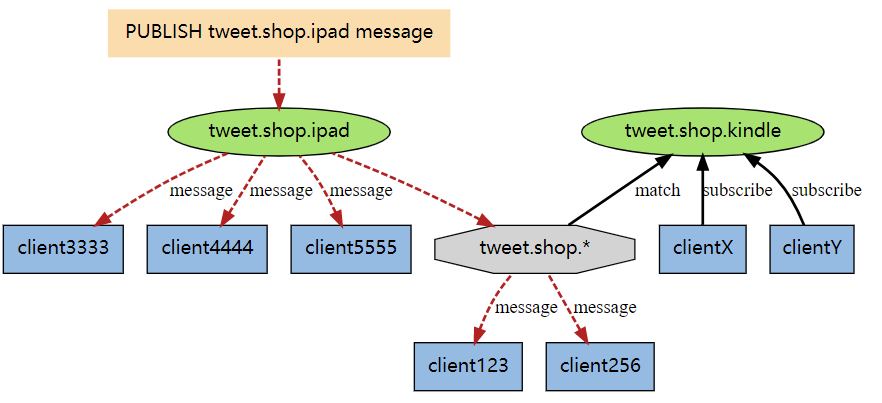 PUBLISH tweet.shop.ipad message
tweet.shop.ipad
tweet.shop.kindle
message
message
message
match
subscribe
subscribe
client3333
client4444
client5555
tweet.shop.*
clientX
clientY
message
message
client123
client256